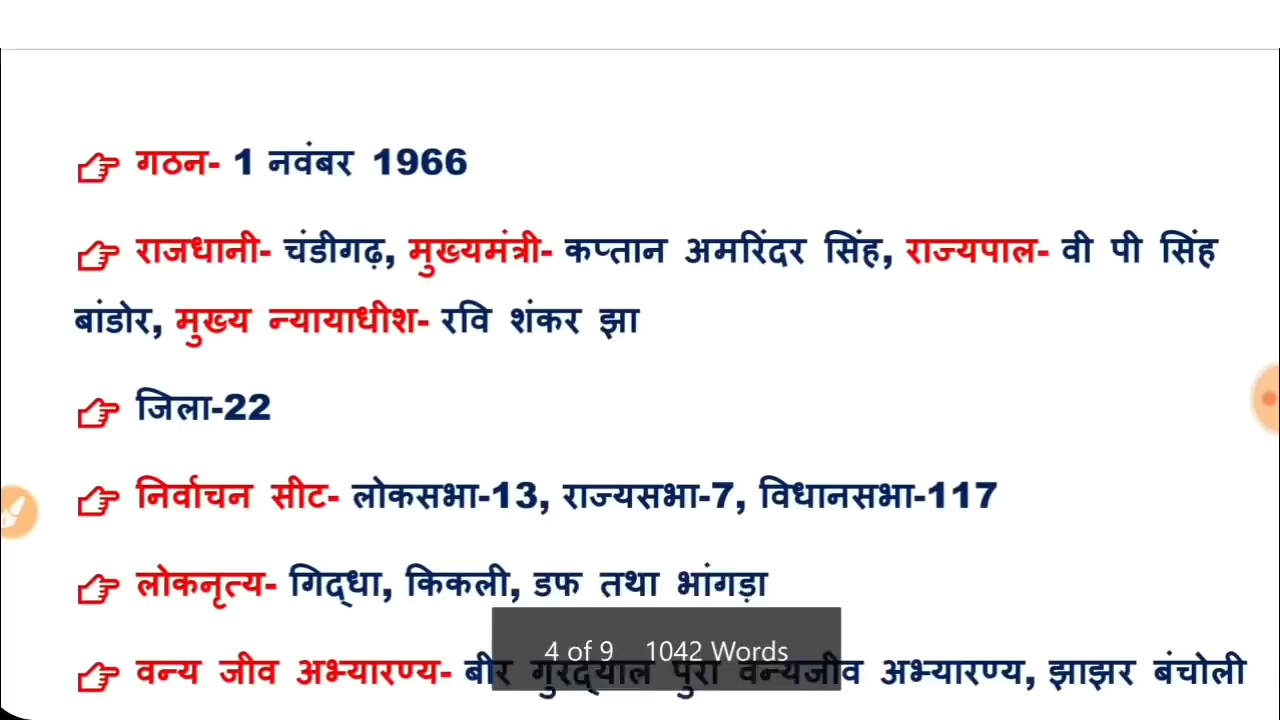 गठन- 1 नवंबर 1966
राजधानी- चंडीगढ़, मुख्यमंत्री- कप्तान अमरिंदर सिंह, राज्यपाल- वी पी सिंह
बांडोर, मुख्य न्यायाधीश- रवि शंकर झा
जिला-22
निर्वाचन सीट- लोकसभा-13, राज्यसभा-7, विधानसभा-117
लोकनृत्य- गिद्धा, किकली, डफ तथा भांगड़ा
4 of 9 1042 Words
वन्य जीव अभ्यारण्य- बीर गुरद्याल पुरा वन्यजीव अभ्यारण्य, झाझर बंचोली